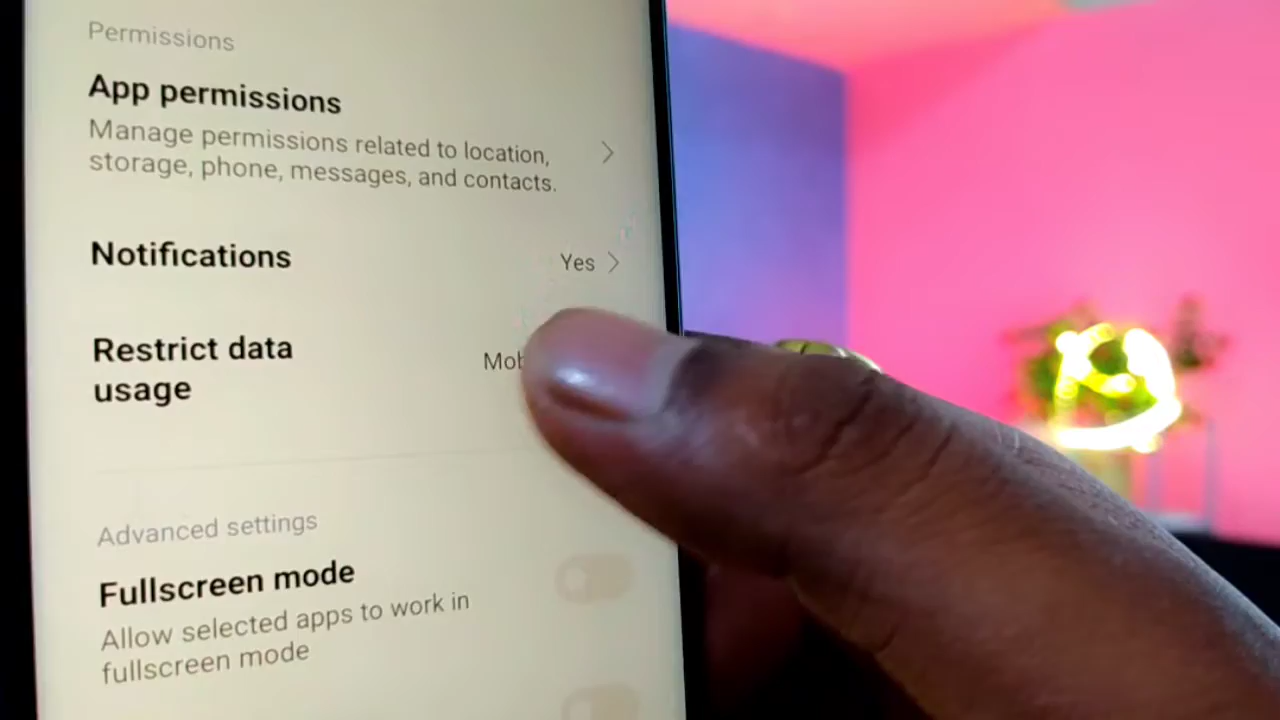 Permissions
App permissions
Manage permissions related to location,
storage, phone, messages, and contacts.
Notifications
Yes
Restrict data
usage
Advanced settings
Fullscreen mode
Allow selected apps to work in
fullscreen mode